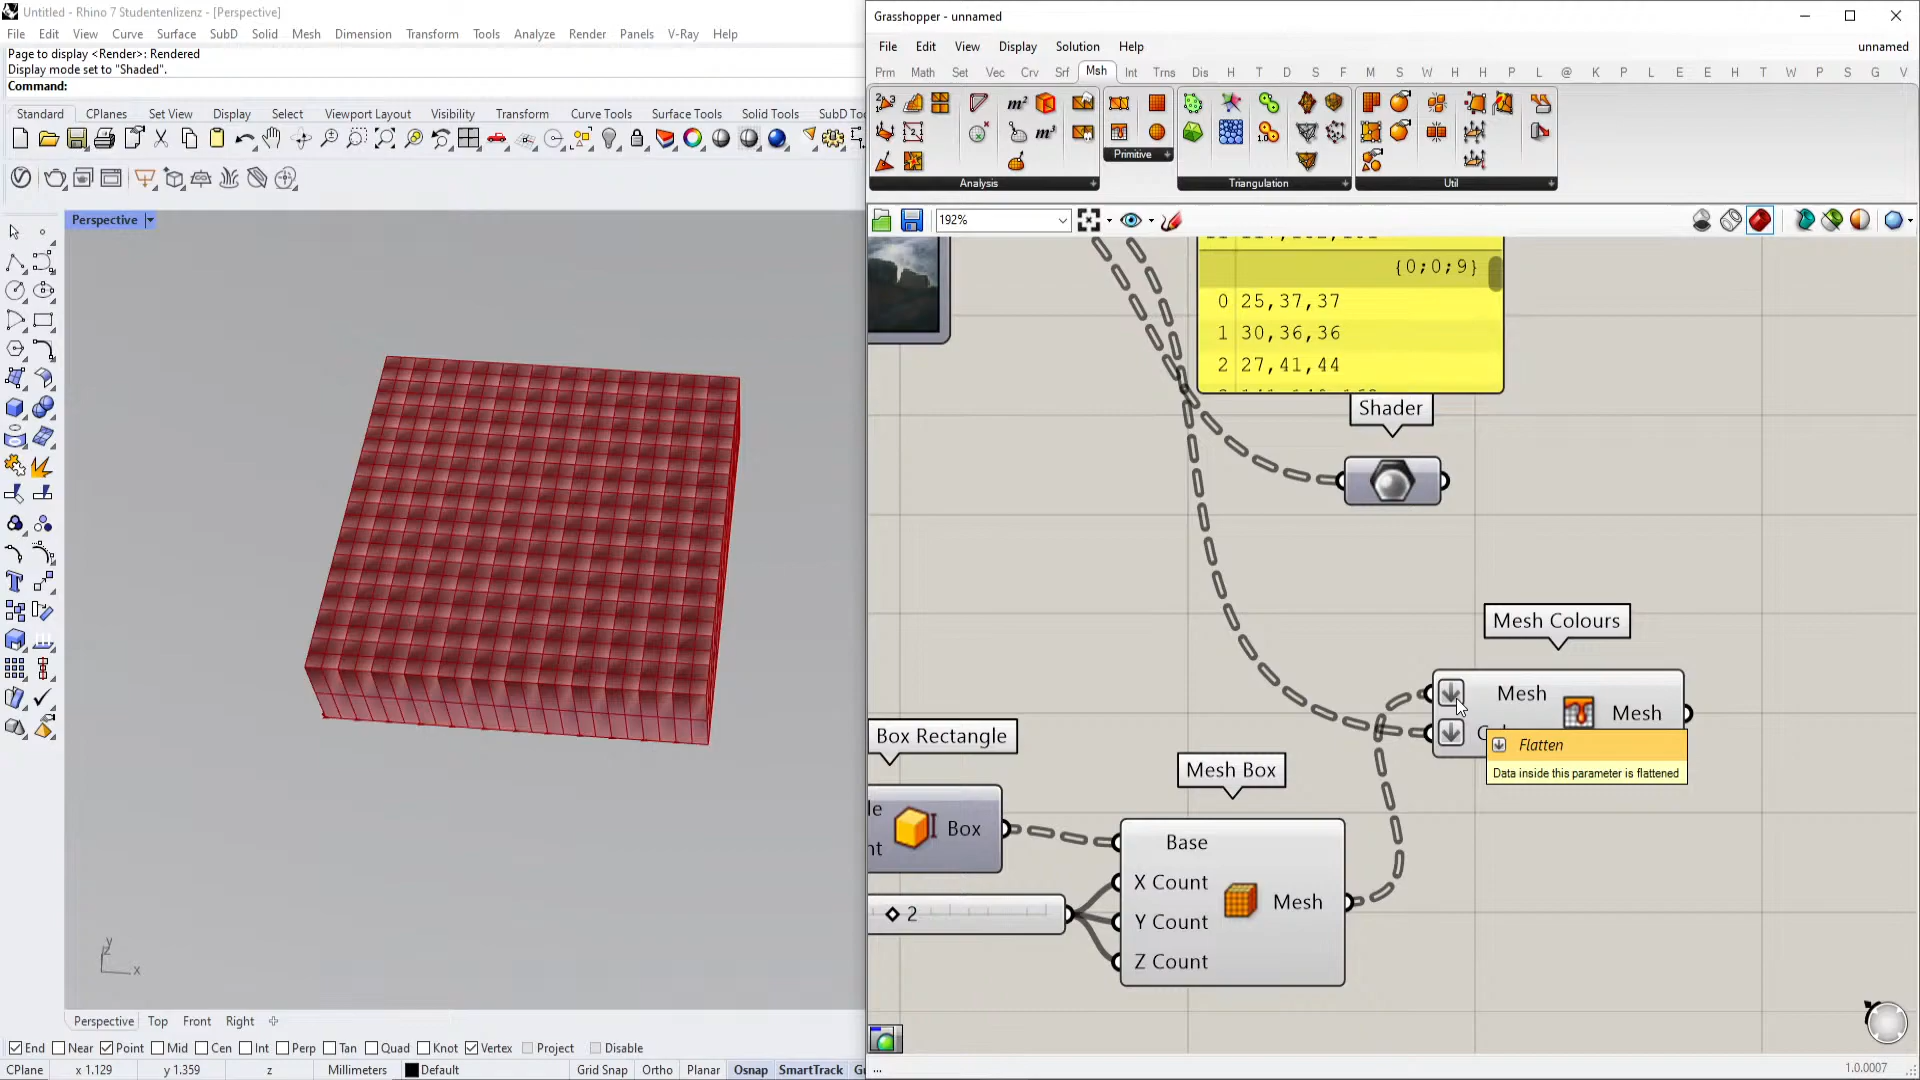 Untitled - Rhino 7 Studentenlizenz - [Perspective]
File Edit View Curve Surface SubD Solid Mesh Dimension Transform Tools Analyze Render Panels V-Ray Help
Page to display <Render>: Rendered
Display mode set to "Shaded".
Command:
Standard CPlanes Set View Display Select Viewport Layout Visibility Transform Curve Tools Surface Tools Solid Tools SubD To
Perspective
y
z
x
Perspective Top Front Right
End Near Point Mid Cen Int Perp Tan Quad Knot Vertex Project Disable
CPlane x 1.129 y 1.359 z Millimeters Default Grid Snap Ortho Planar Osnap SmartTrack Gu
Grasshopper - unnamed
File Edit View Display Solution Help unnamed
Prm Math Set Vec Crv Srf Msh Int Trns Dis H T D S F M S W H H P L @ K P L E E H T W P S G V
Analysis Primitive Triangulation Util
192%
{0;0;9}
0 25,37,37
1 30,36,36
2 27,41,44
Shader
Mesh Colours
Mesh
Mesh
Flatten
Data inside this parameter is flattened
Box Rectangle
Box
Mesh Box
Base
X Count
Y Count
Z Count
Mesh
2
...
1.0.0007